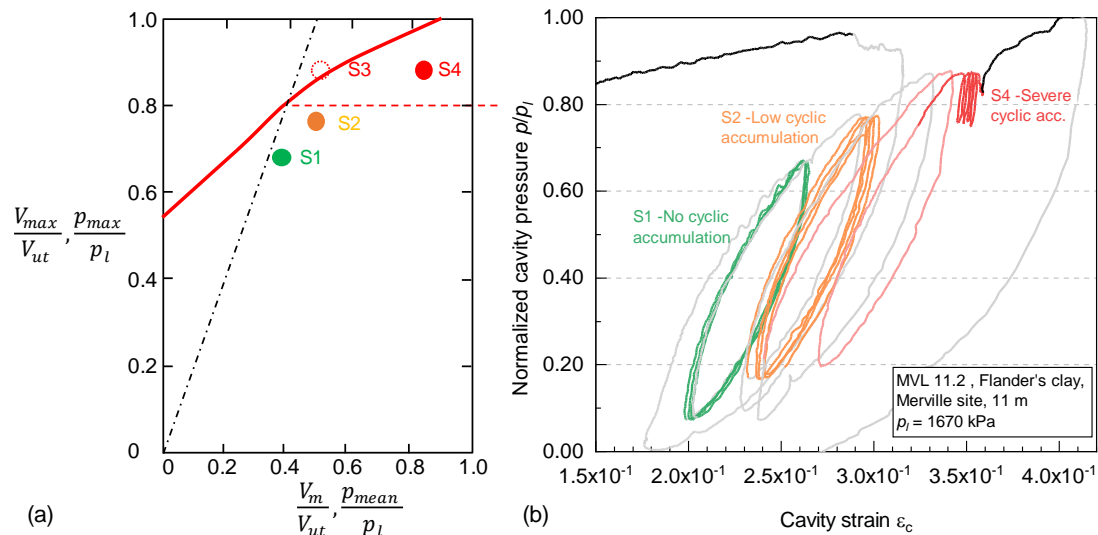 1.0
0.8
0.6
0.4
0.2
0
0
0.2
0.4
0.6
0.8
1.0
S3
S4
S2
S1
V_max/V_ut, p_max/p_l
V_m/V_ut, p_mean/p_l
(a)
Normalized cavity pressure p/p_l
1.00
0.80
0.60
0.40
0.20
0.00
1.5x10^-1
2.0x10^-1
2.5x10^-1
3.0x10^-1
3.5x10^-1
4.0x10^-1
S1 -No cyclic
accumulation
S2 -Low cyclic
accumulation
S4 -Severe
cyclic acc.
MVL 11.2 , Flander's clay,
Merville site, 11 m
p_l = 1670 kPa
(b)
Cavity strain ε_c